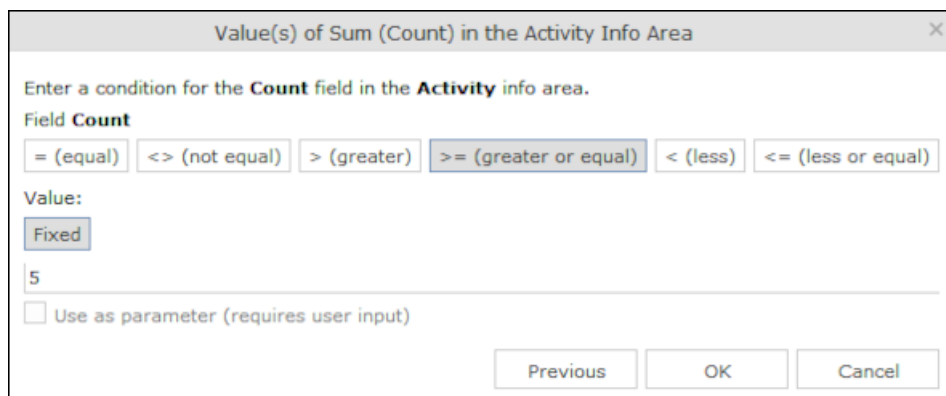 Value(s) of Sum (Count) in the Activity Info Area
Enter a condition for the Count field in the Activity info area.
Field Count
= (equal) <> (not equal) > (greater) >= (greater or equal) < (less) <= (less or equal)
Value:
Fixed
5
Use as parameter (requires user input)
Previous OK Cancel